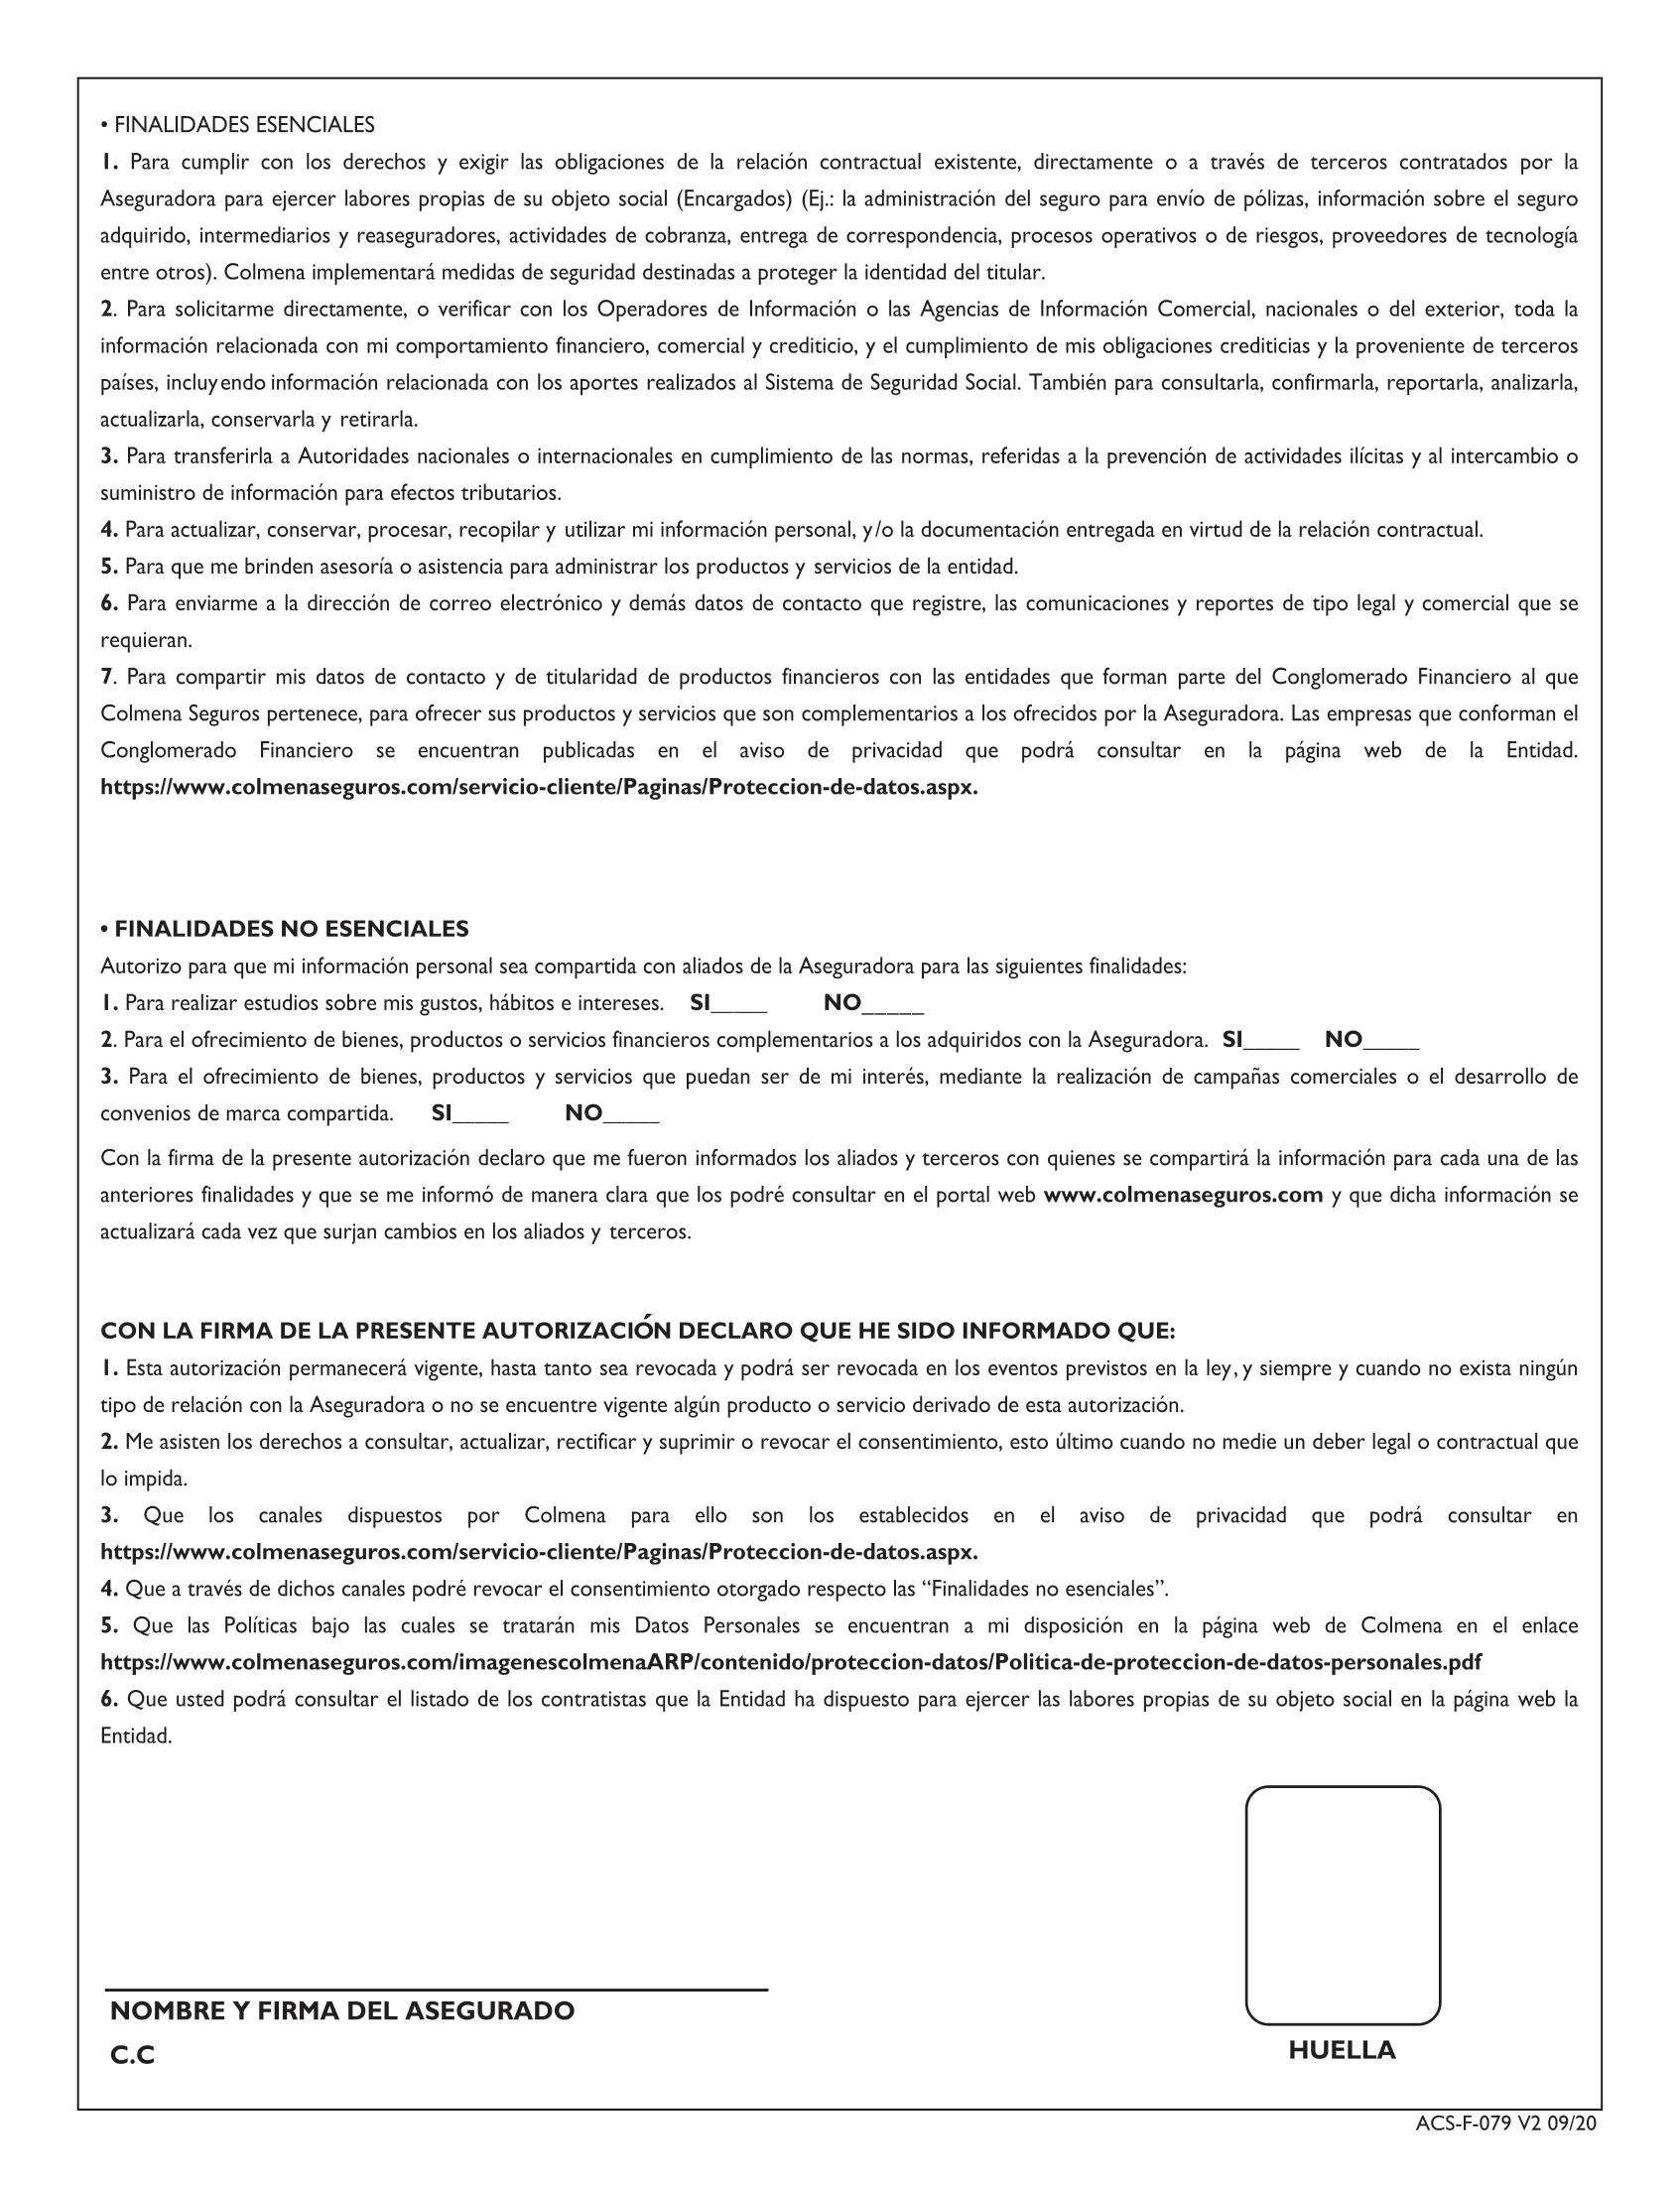 • FINALIDADES ESENCIALES
1. Para cumplir con los derechos y exigir las obligaciones de la relación contractual existente, directamente o a través de terceros contratados por la
Aseguradora para ejercer labores propias de su objeto social (Encargados) (Ej.: la administración del seguro para envío de pólizas, información sobre el seguro
adquirido, intermediarios y reaseguradores, actividades de cobranza, entrega de correspondencia, procesos operativos o de riesgos, proveedores de tecnología
entre otros). Colmena implementará medidas de seguridad destinadas a proteger la identidad del titular.
2. Para solicitarme directamente, o verificar con los Operadores de Información o las Agencias de Información Comercial, nacionales o del exterior, toda la
información relacionada con mi comportamiento financiero, comercial y crediticio, y el cumplimiento de mis obligaciones crediticias y la proveniente de terceros
países, incluyendo información relacionada con los aportes realizados al Sistema de Seguridad Social. También para consultarla, confirmarla, reportarla, analizarla,
actualizarla, conservarla y retirarla.
3. Para transferirla a Autoridades nacionales o internacionales en cumplimiento de las normas, referidas a la prevención de actividades ilícitas y al intercambio o
suministro de información para efectos tributarios.
4. Para actualizar, conservar, procesar, recopilar y utilizar mi información personal, y/o la documentación entregada en virtud de la relación contractual.
5. Para que me brinden asesoría o asistencia para administrar los productos y servicios de la entidad.
6. Para enviarme a la dirección de correo electrónico y demás datos de contacto que registre, las comunicaciones y reportes de tipo legal y comercial que se
requieran.
7. Para compartir mis datos de contacto y de titularidad de productos financieros con las entidades que forman parte del Conglomerado Financiero al que
Colmena Seguros pertenece, para ofrecer sus productos y servicios que son complementarios a los ofrecidos por la Aseguradora. Las empresas que conforman el
Conglomerado Financiero se encuentran publicadas en el aviso de privacidad que podrá consultar en la página web de la Entidad.
https://www.colmenaseguros.com/servicio-cliente/Paginas/Proteccion-de-datos.aspx.
• FINALIDADES NO ESENCIALES
Autorizo para que mi información personal sea compartida con aliados de la Aseguradora para las siguientes finalidades:
1. Para realizar estudios sobre mis gustos, hábitos e intereses. SI_____ NO_____
2. Para el ofrecimiento de bienes, productos o servicios financieros complementarios a los adquiridos con la Aseguradora. SI_____ NO_____
3. Para el ofrecimiento de bienes, productos y servicios que puedan ser de mi interés, mediante la realización de campañas comerciales o el desarrollo de
convenios de marca compartida. SI_____ NO_____
Con la firma de la presente autorización declaro que me fueron informados los aliados y terceros con quienes se compartirá la información para cada una de las
anteriores finalidades y que se me informó de manera clara que los podré consultar en el portal web www.colmenaseguros.com y que dicha información se
actualizará cada vez que surjan cambios en los aliados y terceros.
CON LA FIRMA DE LA PRESENTE AUTORIZACIÓN DECLARO QUE HE SIDO INFORMADO QUE:
1. Esta autorización permanecerá vigente, hasta tanto sea revocada y podrá ser revocada en los eventos previstos en la ley, y siempre y cuando no exista ningún
tipo de relación con la Aseguradora o no se encuentre vigente algún producto o servicio derivado de esta autorización.
2. Me asisten los derechos a consultar, actualizar, rectificar y suprimir o revocar el consentimiento, esto último cuando no medie un deber legal o contractual que
lo impida.
3. Que los canales dispuestos por Colmena para ello son los establecidos en el aviso de privacidad que podrá consultar en
https://www.colmenaseguros.com/servicio-cliente/Paginas/Proteccion-de-datos.aspx.
4. Que a través de dichos canales podré revocar el consentimiento otorgado respecto las “Finalidades no esenciales”.
5. Que las Políticas bajo las cuales se tratarán mis Datos Personales se encuentran a mi disposición en la página web de Colmena en el enlace
https://www.colmenaseguros.com/imagenescolmenaARP/contenido/proteccion-datos/Politica-de-proteccion-de-datos-personales.pdf
6. Que usted podrá consultar el listado de los contratistas que la Entidad ha dispuesto para ejercer las labores propias de su objeto social en la página web la
Entidad.
NOMBRE Y FIRMA DEL ASEGURADO
C.C
HUELLA
ACS-F-079 V2 09/20